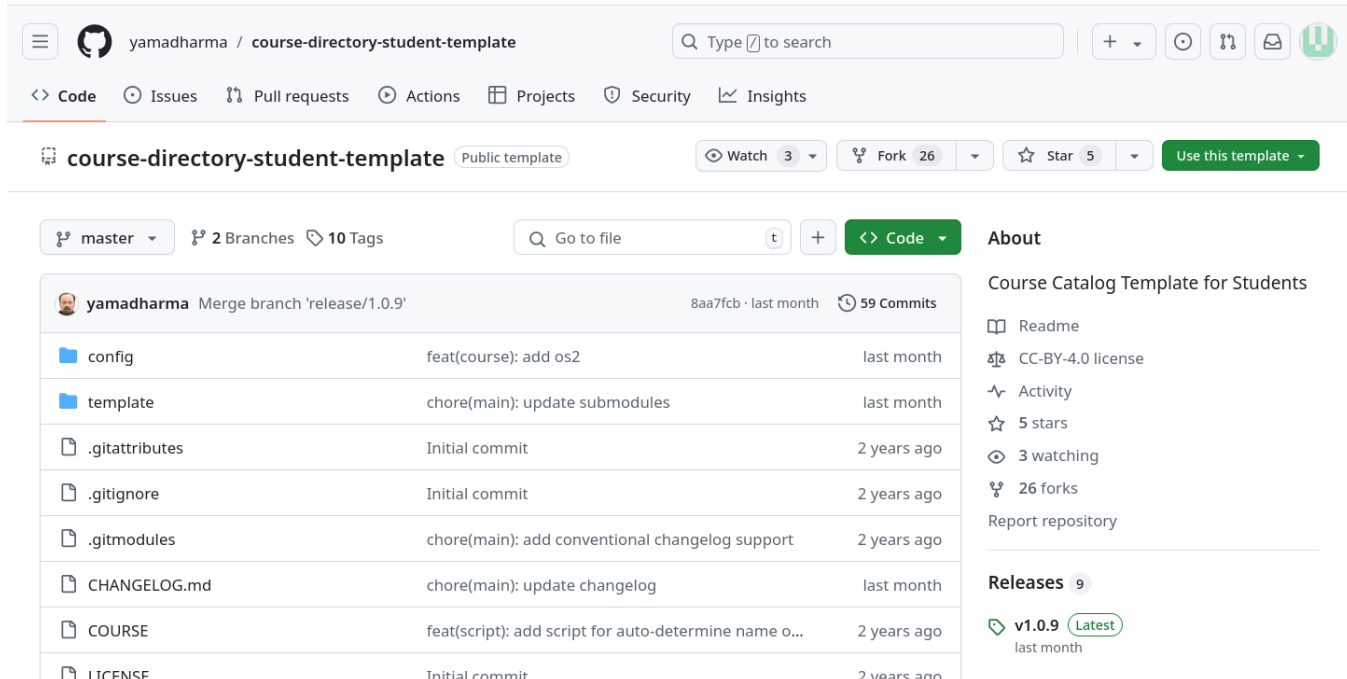 yamadharma / course-directory-student-template
Type / to search
Code Issues Pull requests Actions Projects Security Insights
course-directory-student-template Public template
Watch 3 Fork 26 Star 5 Use this template
master 2 Branches 10 Tags
Go to file t
Code
yamadharma Merge branch 'release/1.0.9' 8aa7fcb · last month 59 Commits
config feat(course): add os2 last month
template chore(main): update submodules last month
.gitattributes Initial commit 2 years ago
.gitignore Initial commit 2 years ago
.gitmodules chore(main): add conventional changelog support 2 years ago
CHANGELOG.md chore(main): update changelog last month
COURSE feat(script): add script for auto-determine name o... 2 years ago
LICENSE Initial commit 2 years ago
About
Course Catalog Template for Students
Readme
CC-BY-4.0 license
Activity
5 stars
3 watching
26 forks
Report repository
Releases 9
v1.0.9 Latest
last month